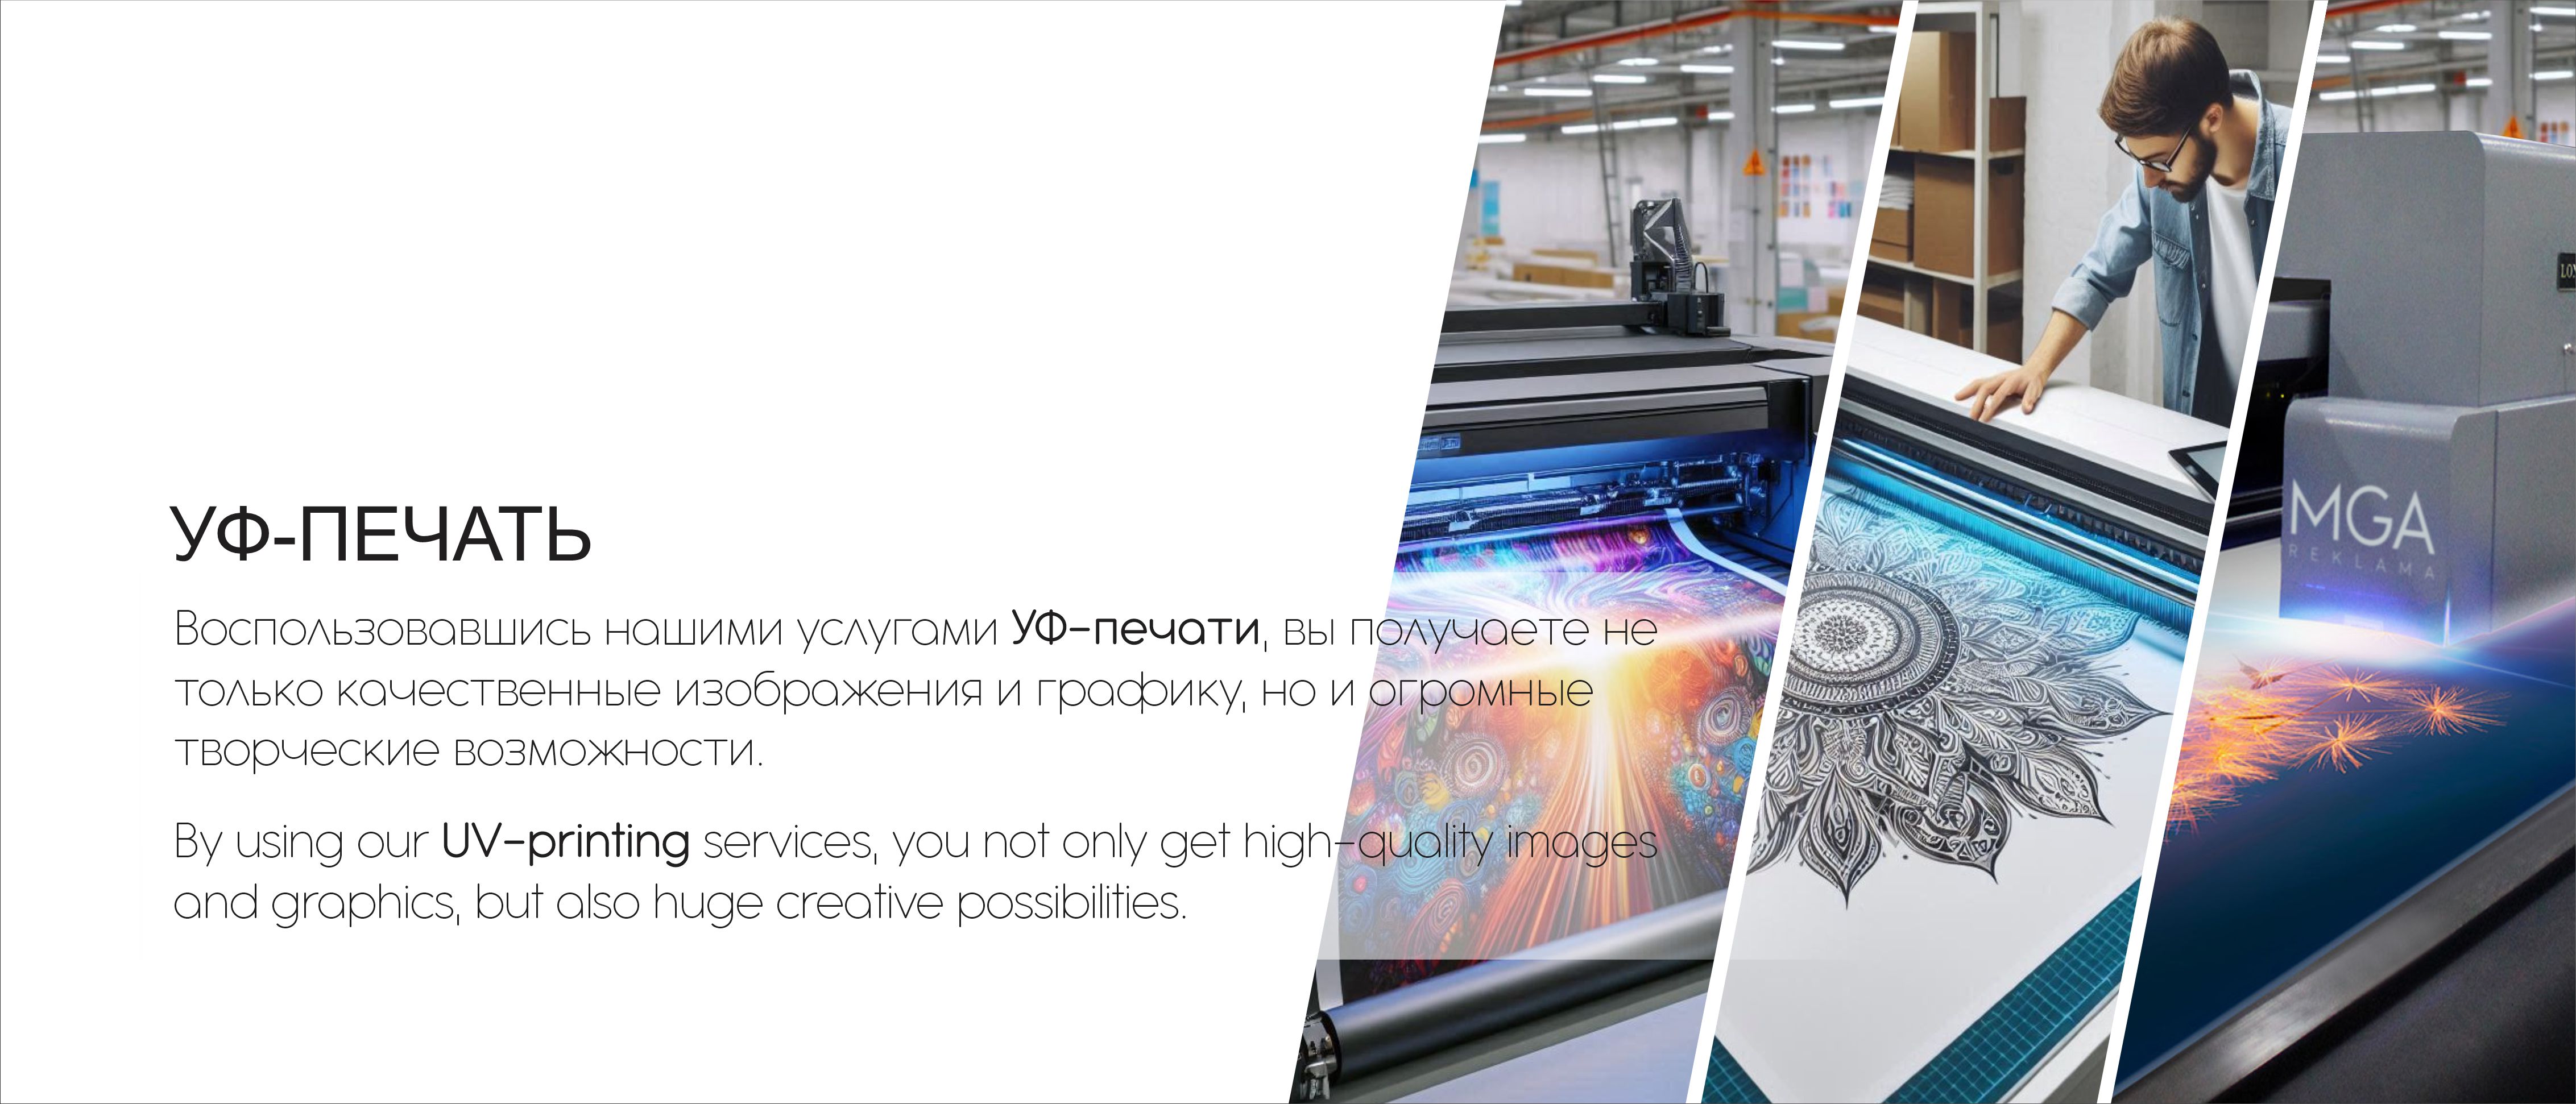 УФ-ПЕЧАТЬ
Воспользовавшись нашими услугами УФ-печати, вы получаете не
только качественные изображения и графику, но и огромные
творческие возможности.
By using our UV-printing services, you not only get high-quality images
and graphics, but also huge creative possibilities.
MGA
REKLAMA